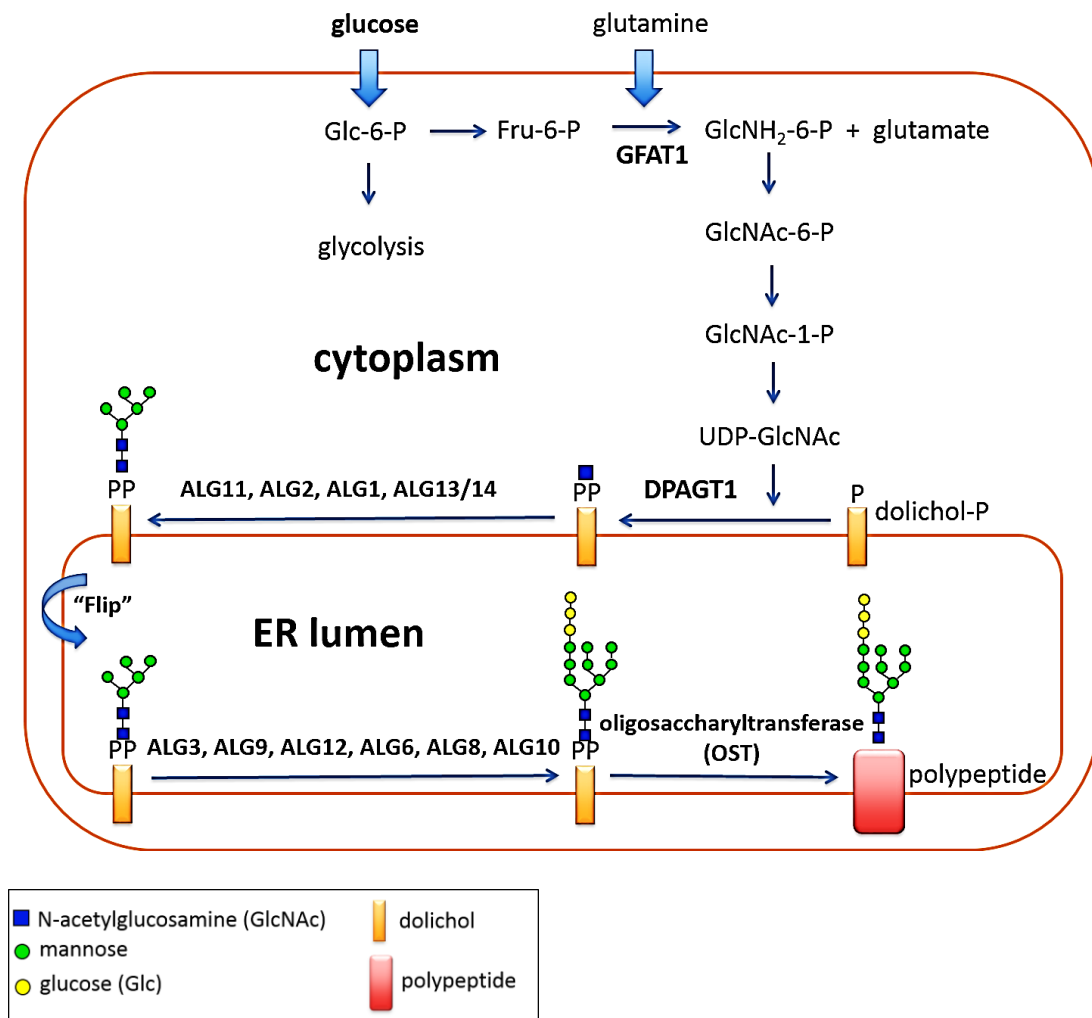 glucose
glutamine
Glc-6-P
Fru-6-P
GlcNH₂-6-P + glutamate
GFAT1
glycolysis
GlcNAc-6-P
GlcNAc-1-P
cytoplasm
UDP-GlcNAc
PP
ALG11, ALG2, ALG1, ALG13/14
PP
DPAGT1
P
dolichol-P
“Flip”
ER lumen
PP
ALG3, ALG9, ALG12, ALG6, ALG8, ALG10
PP
oligosaccharyltransferase
(OST)
polypeptide
N-acetylglucosamine (GlcNAc)
mannose
glucose (Glc)
dolichol
polypeptide